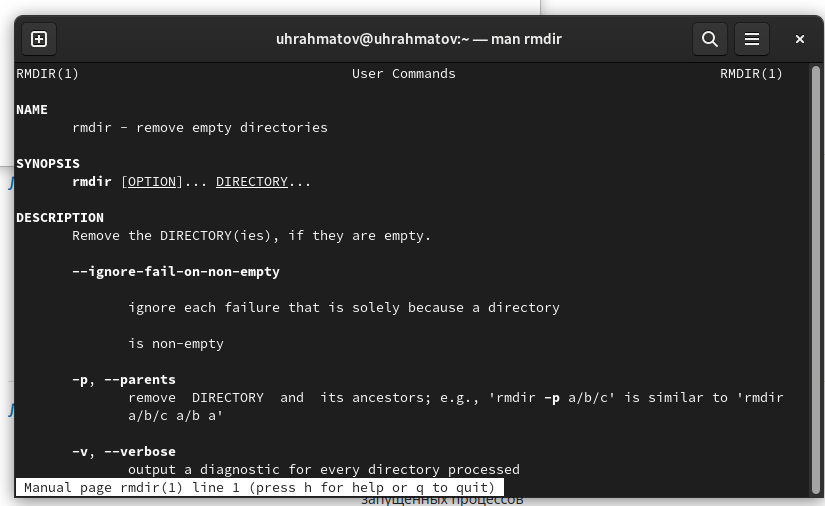 uhrahmatov@uhrahmatov:~ — man rmdir
RMDIR(1) User Commands RMDIR(1)
NAME
rmdir - remove empty directories
SYNOPSIS
rmdir [OPTION]... DIRECTORY...
DESCRIPTION
Remove the DIRECTORY(ies), if they are empty.
--ignore-fail-on-non-empty
ignore each failure that is solely because a directory
is non-empty
-p, --parents
remove DIRECTORY and its ancestors; e.g., 'rmdir -p a/b/c' is similar to 'rmdir
a/b/c a/b a'
-v, --verbose
output a diagnostic for every directory processed
Manual page rmdir(1) line 1 (press h for help or q to quit)
запущенных процессов